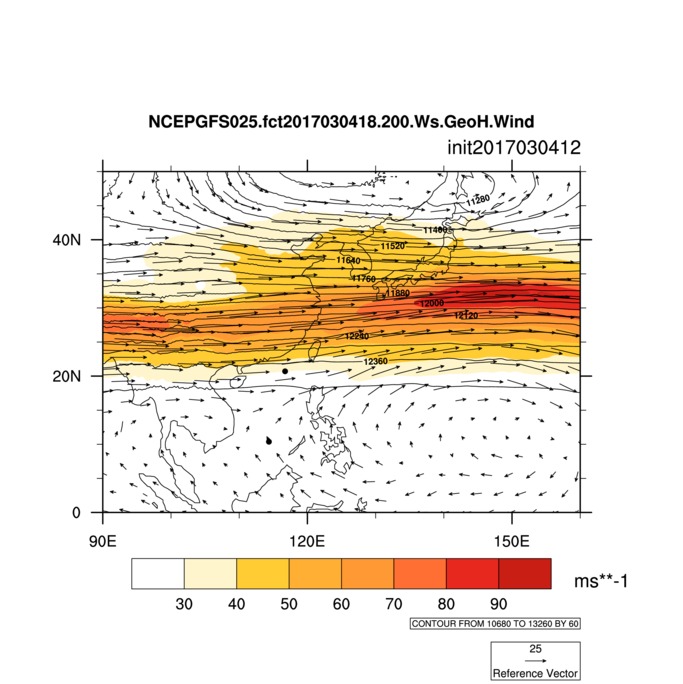 NCEPGFS025.fct2017030418.200.Ws.GeoH.Wind
init2017030412
11280
11400
40N
11520
11640
11760
11880
12000
12120
12240
12360
20N
0
90E 120E 150E
30 40 50 60 70 80 90
ms**-1
CONTOUR FROM 10680 TO 13260 BY 60
25
Reference Vector